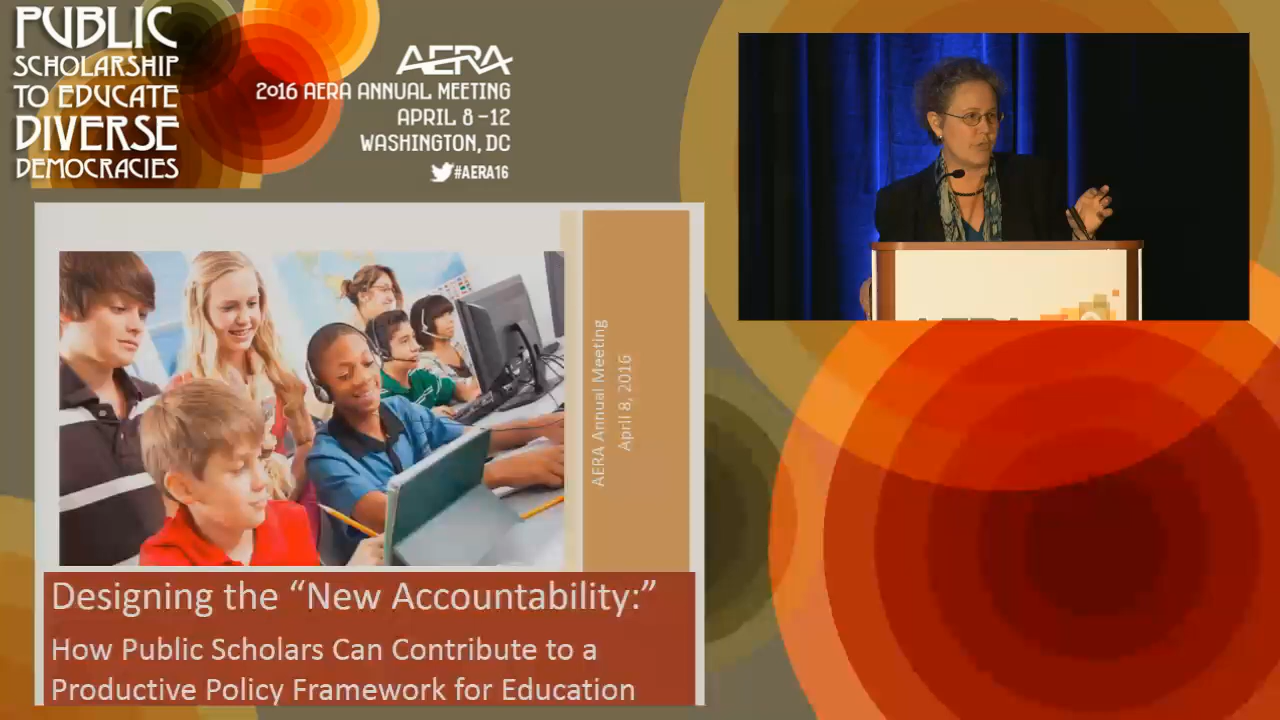 PUBLIC
SCHOLARSHIP
TO EDUCATE
DIVERSE
DEMOCRACIES
AERA
2016 AERA ANNUAL MEETING
APRIL 8-12
WASHINGTON, DC
#AERA16
AERA Annual Meeting
April 8, 2016
Designing the “New Accountability:”
How Public Scholars Can Contribute to a
Productive Policy Framework for Education